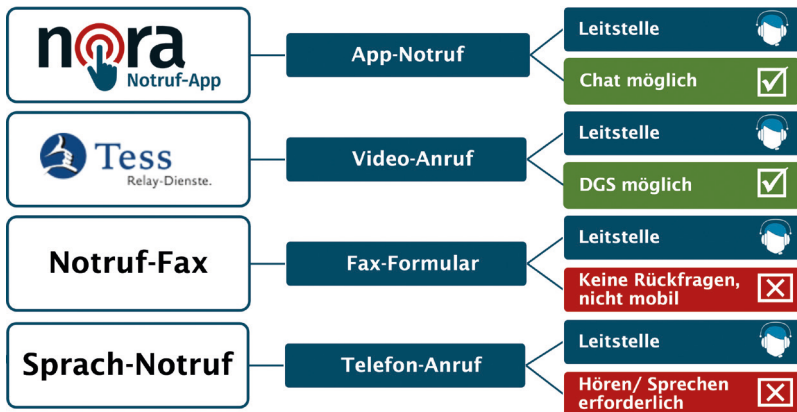 nora
Notruf-App
App-Notruf
Leitstelle
Chat möglich
Tess
Relay-Dienste.
Video-Anruf
Leitstelle
DGS möglich
Notruf-Fax
Fax-Formular
Leitstelle
Keine Rückfragen,
nicht mobil
Sprach-Notruf
Telefon-Anruf
Leitstelle
Hören/ Sprechen
erforderlich